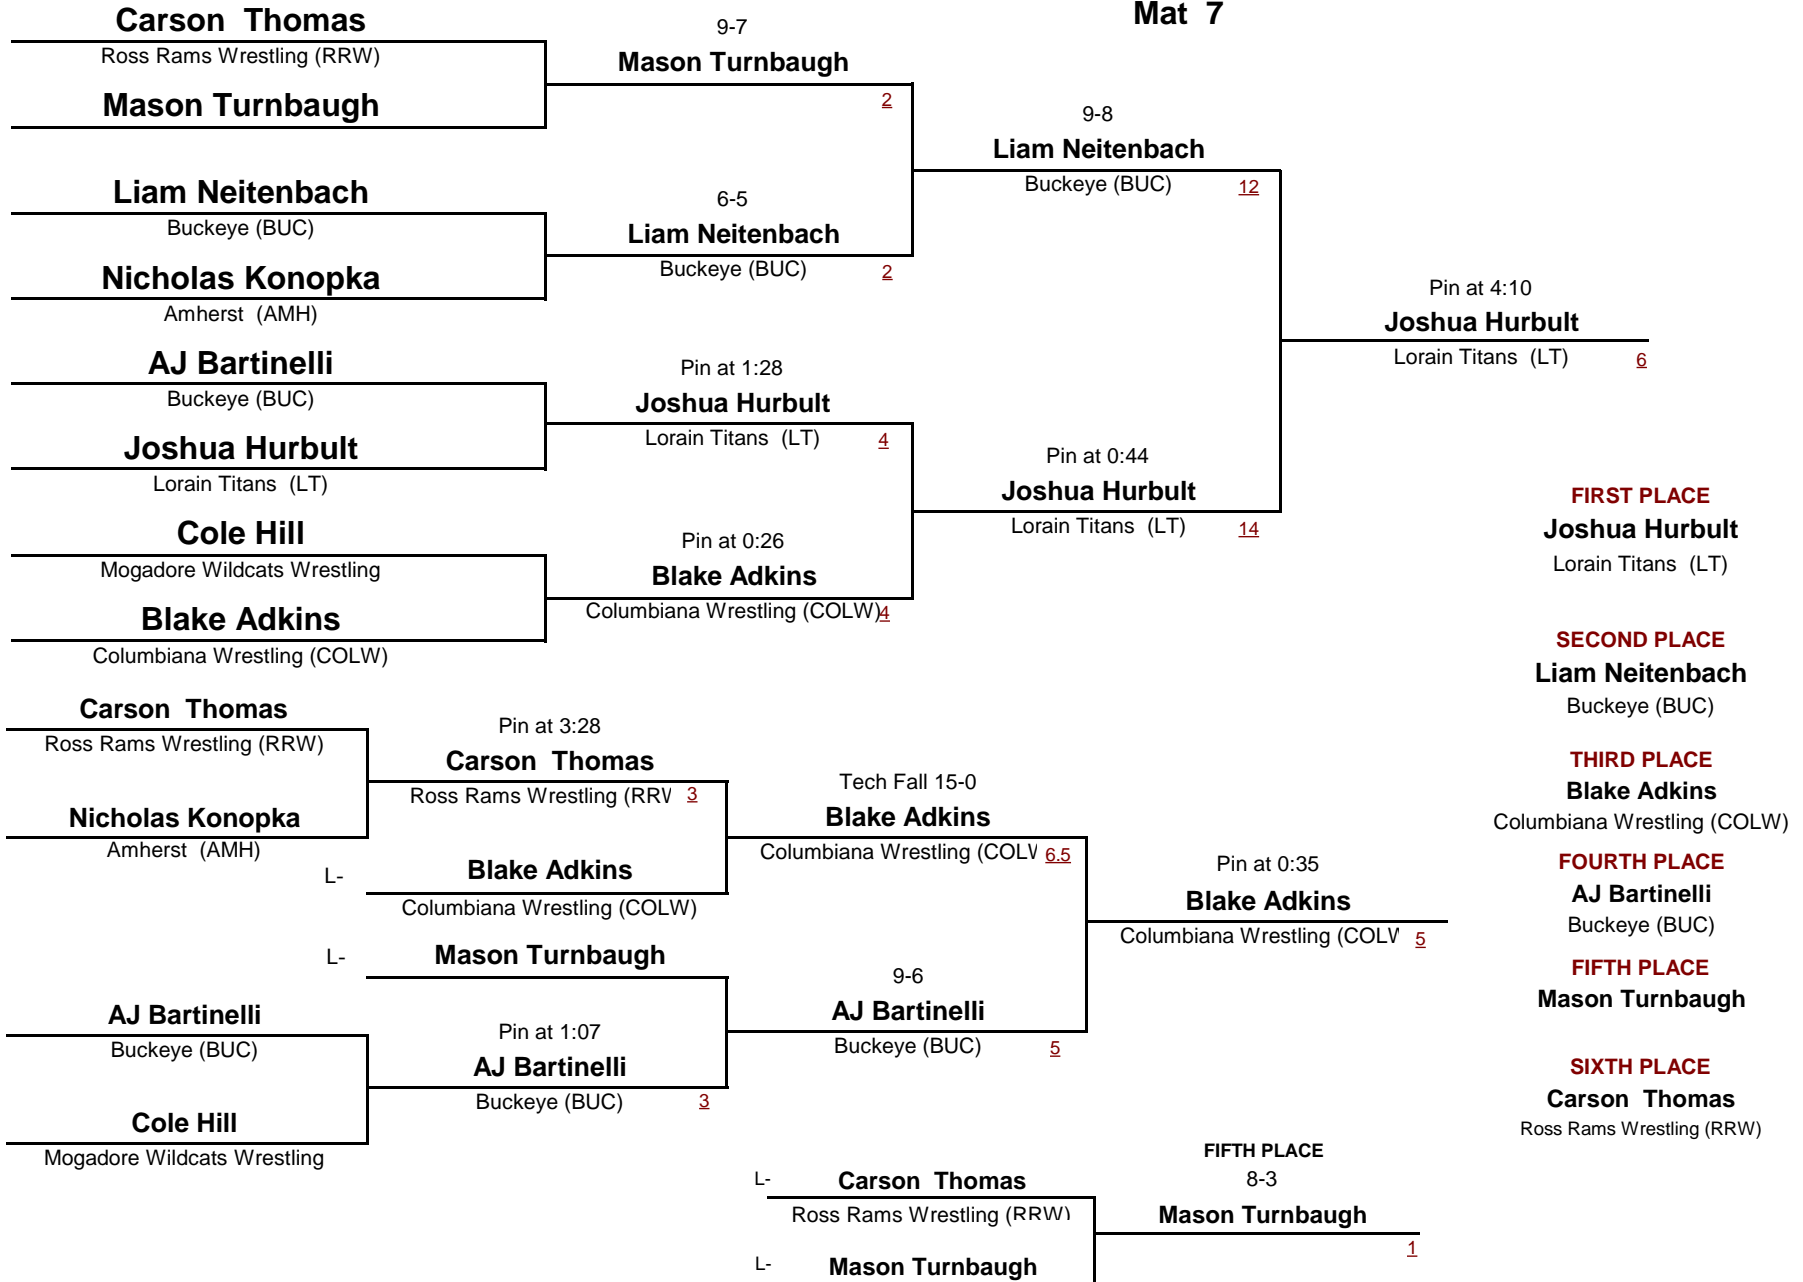 Mat 7
Carson Thomas
Ross Rams Wrestling (RRW)
Mason Turnbaugh
Liam Neitenbach
Buckeye (BUC)
Nicholas Konopka
Amherst (AMH)
AJ Bartinelli
Buckeye (BUC)
Joshua Hurbult
Lorain Titans (LT)
Cole Hill
Mogadore Wildcats Wrestling
Blake Adkins
Columbiana Wrestling (COLW)
9-7
Mason Turnbaugh
2
6-5
Liam Neitenbach
Buckeye (BUC)
2
Pin at 1:28
Joshua Hurbult
Lorain Titans (LT)
4
Pin at 0:26
Blake Adkins
Columbiana Wrestling (COLW)
4
9-8
Liam Neitenbach
Buckeye (BUC)
12
Pin at 0:44
Joshua Hurbult
Lorain Titans (LT)
14
Pin at 4:10
Joshua Hurbult
Lorain Titans (LT)
6
FIRST PLACE
Joshua Hurbult
Lorain Titans (LT)
SECOND PLACE
Liam Neitenbach
Buckeye (BUC)
THIRD PLACE
Blake Adkins
Columbiana Wrestling (COLW)
FOURTH PLACE
AJ Bartinelli
Buckeye (BUC)
FIFTH PLACE
Mason Turnbaugh
SIXTH PLACE
Carson Thomas
Ross Rams Wrestling (RRW)
Carson Thomas
Ross Rams Wrestling (RRW)
Nicholas Konopka
Amherst (AMH)
AJ Bartinelli
Buckeye (BUC)
Cole Hill
Mogadore Wildcats Wrestling
Pin at 3:28
Carson Thomas
Ross Rams Wrestling (RRW
3
L-
Blake Adkins
Columbiana Wrestling (COLW)
L-
Mason Turnbaugh
Pin at 1:07
AJ Bartinelli
Buckeye (BUC)
3
Tech Fall 15-0
Blake Adkins
Columbiana Wrestling (COLW
6.5
9-6
AJ Bartinelli
Buckeye (BUC)
5
Pin at 0:35
Blake Adkins
Columbiana Wrestling (COLW
5
L-
Carson Thomas
Ross Rams Wrestling (RRW)
L-
Mason Turnbaugh
FIFTH PLACE
8-3
Mason Turnbaugh
1